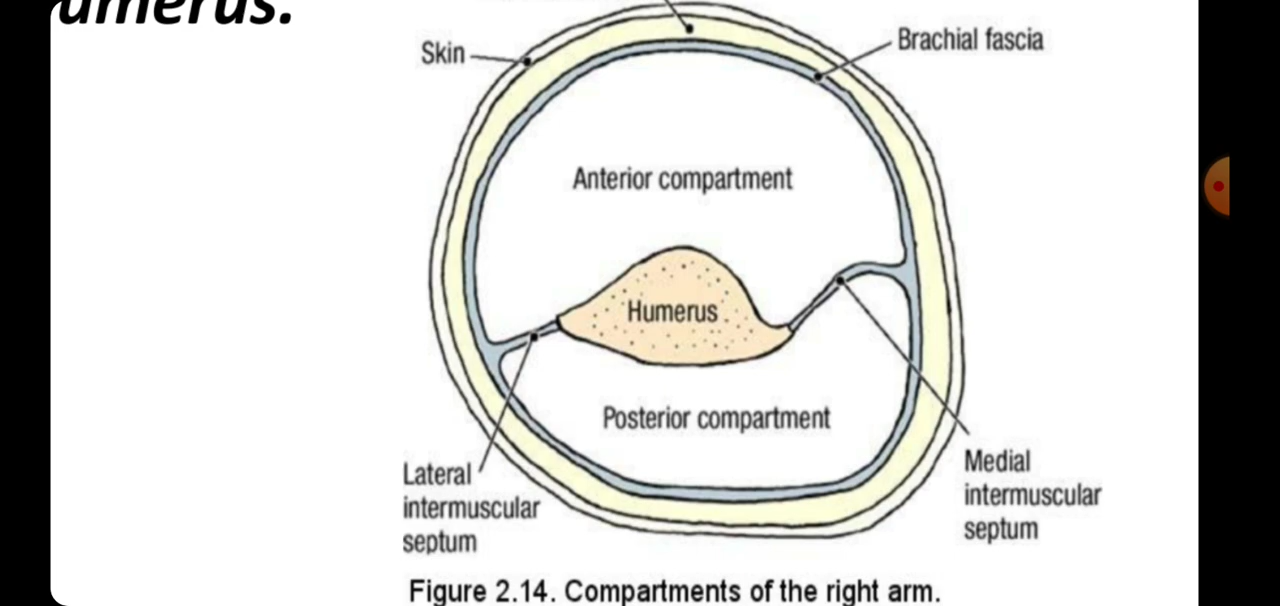 umerus.
Skin
Brachial fascia
Anterior compartment
Humerus
Posterior compartment
Lateral
intermuscular
septum
Medial
intermuscular
septum
Figure 2.14. Compartments of the right arm.